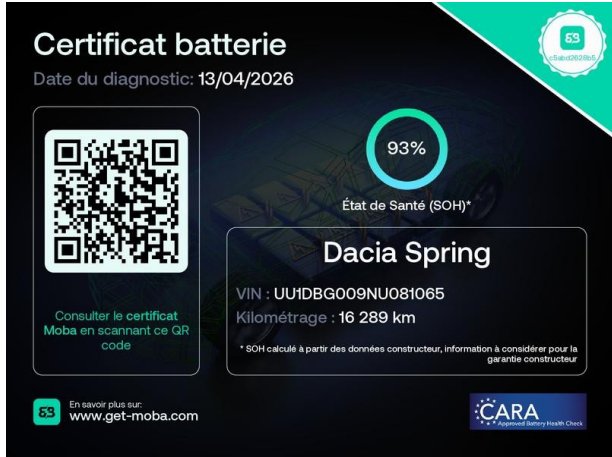 Certificat batterie
Date du diagnostic: 13/04/2026
c5abd2628b5
93%
État de Santé (SOH)*
Dacia Spring
VIN : UU1DBG009NU081065
Kilométrage : 16 289 km
* SOH calculé à partir des données constructeur, information à considérer pour la
garantie constructeur
Consulter le certificat
Moba en scannant ce QR
code
En savoir plus sur:
www.get-moba.com
CARA
Approved Battery Health Check